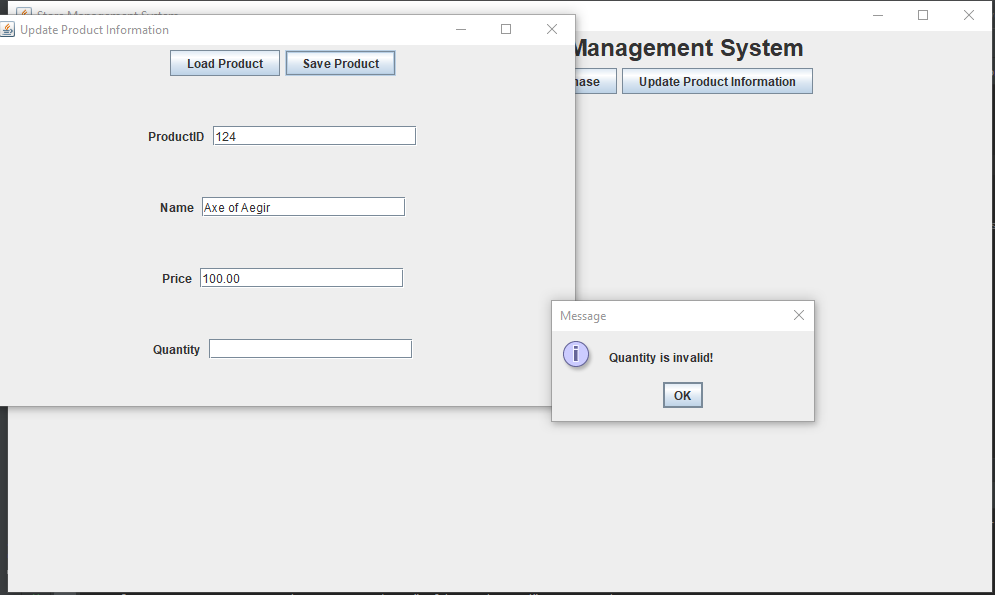 Store Management System
Update Product Information
Management System
Load Product Save Product
Update Product Information
ProductID 124
Name Axe of Aegir
Price 100.00
Message
Quantity
Quantity is invalid!
OK